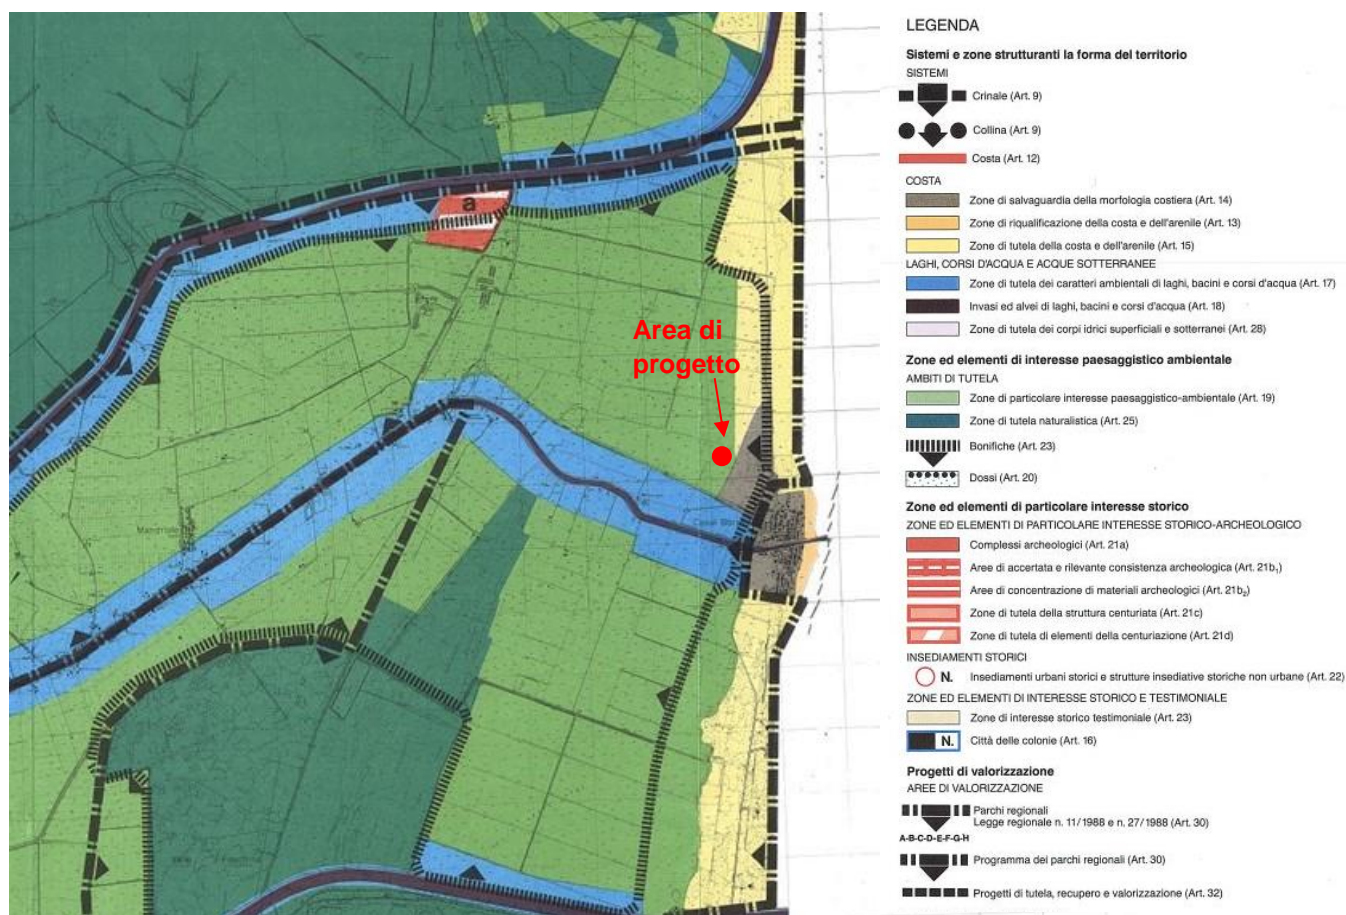 a
Area di
progetto
LEGENDA
Sistemi e zone strutturanti la forma del territorio
SISTEMI
Crinale (Art. 9)
Collina (Art. 9)
Costa (Art. 12)
COSTA
Zone di salvaguardia della morfologia costiera (Art. 14)
Zone di riqualificazione della costa e dell'arenile (Art. 13)
Zone di tutela della costa e dell'arenile (Art. 15)
LAGHI, CORSI D'ACQUA E ACQUE SOTTERRANEE
Zone di tutela dei caratteri ambientali di laghi, bacini e corsi d'acqua (Art. 17)
Invasi ed alvei di laghi, bacini e corsi d'acqua (Art. 18)
Zone di tutela dei corpi idrici superficiali e sotterranei (Art. 28)
Zone ed elementi di interesse paesaggistico ambientale
AMBITI DI TUTELA
Zone di particolare interesse paesaggistico-ambientale (Art. 19)
Zone di tutela naturalistica (Art. 25)
Bonifiche (Art. 23)
Dossi (Art. 20)
Zone ed elementi di particolare interesse storico
ZONE ED ELEMENTI DI PARTICOLARE INTERESSE STORICO-ARCHEOLOGICO
Complessi archeologici (Art. 21a)
Aree di accertata e rilevante consistenza archeologica (Art. 21b₁)
Aree di concentrazione di materiali archeologici (Art. 21b₂)
Zone di tutela della struttura centuriata (Art. 21c)
Zone di tutela di elementi della centuriazione (Art. 21d)
INSEDIAMENTI STORICI
N. Insediamenti urbani storici e strutture insediative storiche non urbane (Art. 22)
ZONE ED ELEMENTI DI INTERESSE STORICO E TESTIMONIALE
Zone di interesse storico testimoniale (Art. 23)
N. Città delle colonie (Art. 16)
Progetti di valorizzazione
AREE DI VALORIZZAZIONE
Parchi regionali
Legge regionale n. 11/1988 e n. 27/1988 (Art. 30)
A-B-C-D-E-F-G-H
Programma dei parchi regionali (Art. 30)
Progetti di tutela, recupero e valorizzazione (Art. 32)